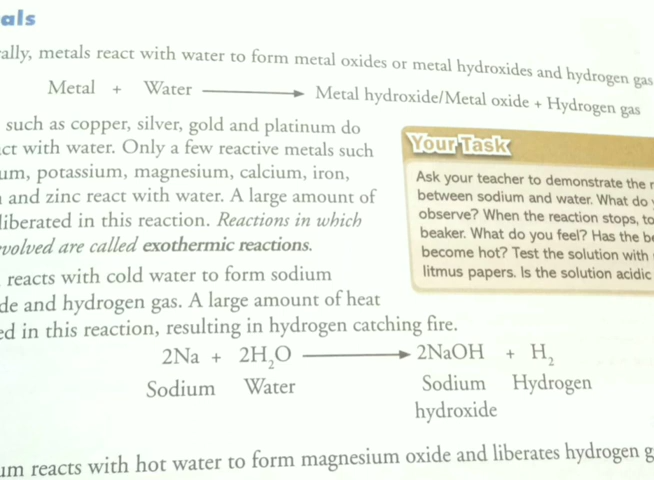 als
ally, metals react with water to form metal oxides or metal hydroxides and hydrogen gas
Metal + Water ⟶ Metal hydroxide/Metal oxide + Hydrogen gas
such as copper, silver, gold and platinum do
ct with water. Only a few reactive metals such
um, potassium, magnesium, calcium, iron,
and zinc react with water. A large amount of
liberated in this reaction. Reactions in which
volved are called exothermic reactions.
reacts with cold water to form sodium
de and hydrogen gas. A large amount of heat
ed in this reaction, resulting in hydrogen catching fire.
Your Task
Ask your teacher to demonstrate the r
between sodium and water. What do
observe? When the reaction stops, to
beaker. What do you feel? Has the be
become hot? Test the solution with
litmus papers. Is the solution acidic
2Na + 2H₂O ⟶ 2NaOH + H₂
Sodium Water Sodium Hydrogen
hydroxide
um reacts with hot water to form magnesium oxide and liberates hydrogen g